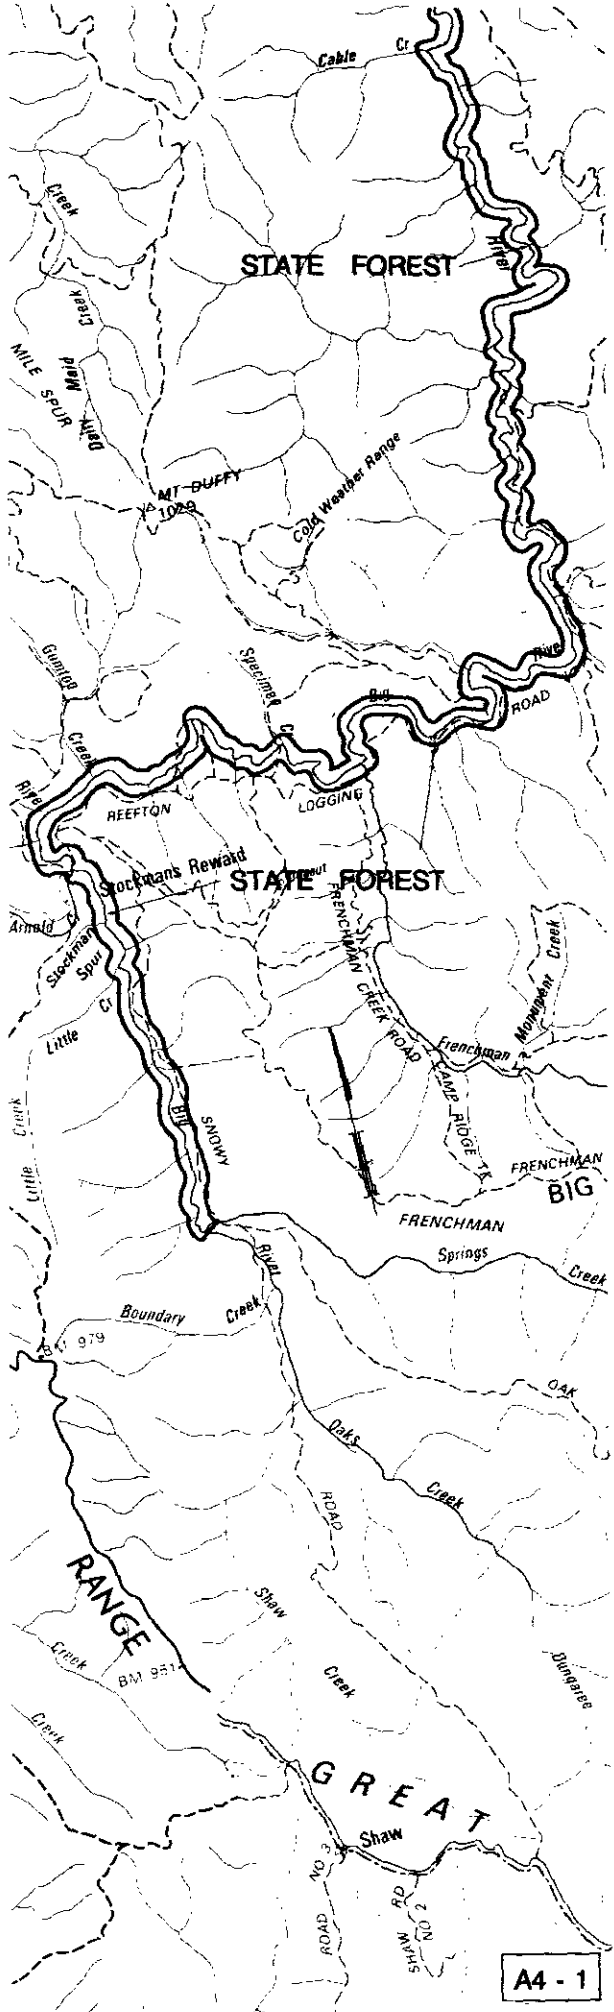 Cable Cr
Creek
STATE FOREST
River
Creek
Maid
Dairy
MILE SPUR
MT DUFFY
1029
Cold Weather Range
Gumtop
Creek
Specimen
Cr
Big
River
ROAD
River
REEFTON
LOGGING
Stockmans Reward
STATE FOREST
Arnold Cr
Stockman
Spur
FRENCHMAN CREEK ROAD
Monument
Creek
Little
Cr
Frenchman
CAMP RIDGE TK
Little Creek
Big
SNOWY
FRENCHMAN
BIG
FRENCHMAN
River
Springs
Creek
Boundary
Creek
BM 979
OAK
Oaks
Creek
ROAD
RANGE
Shaw
Creek
Creek
BM 951
Dungaree
Creek
GREAT
Shaw
ROAD NO 3
SHAW RD
NO 2
A4 - 1